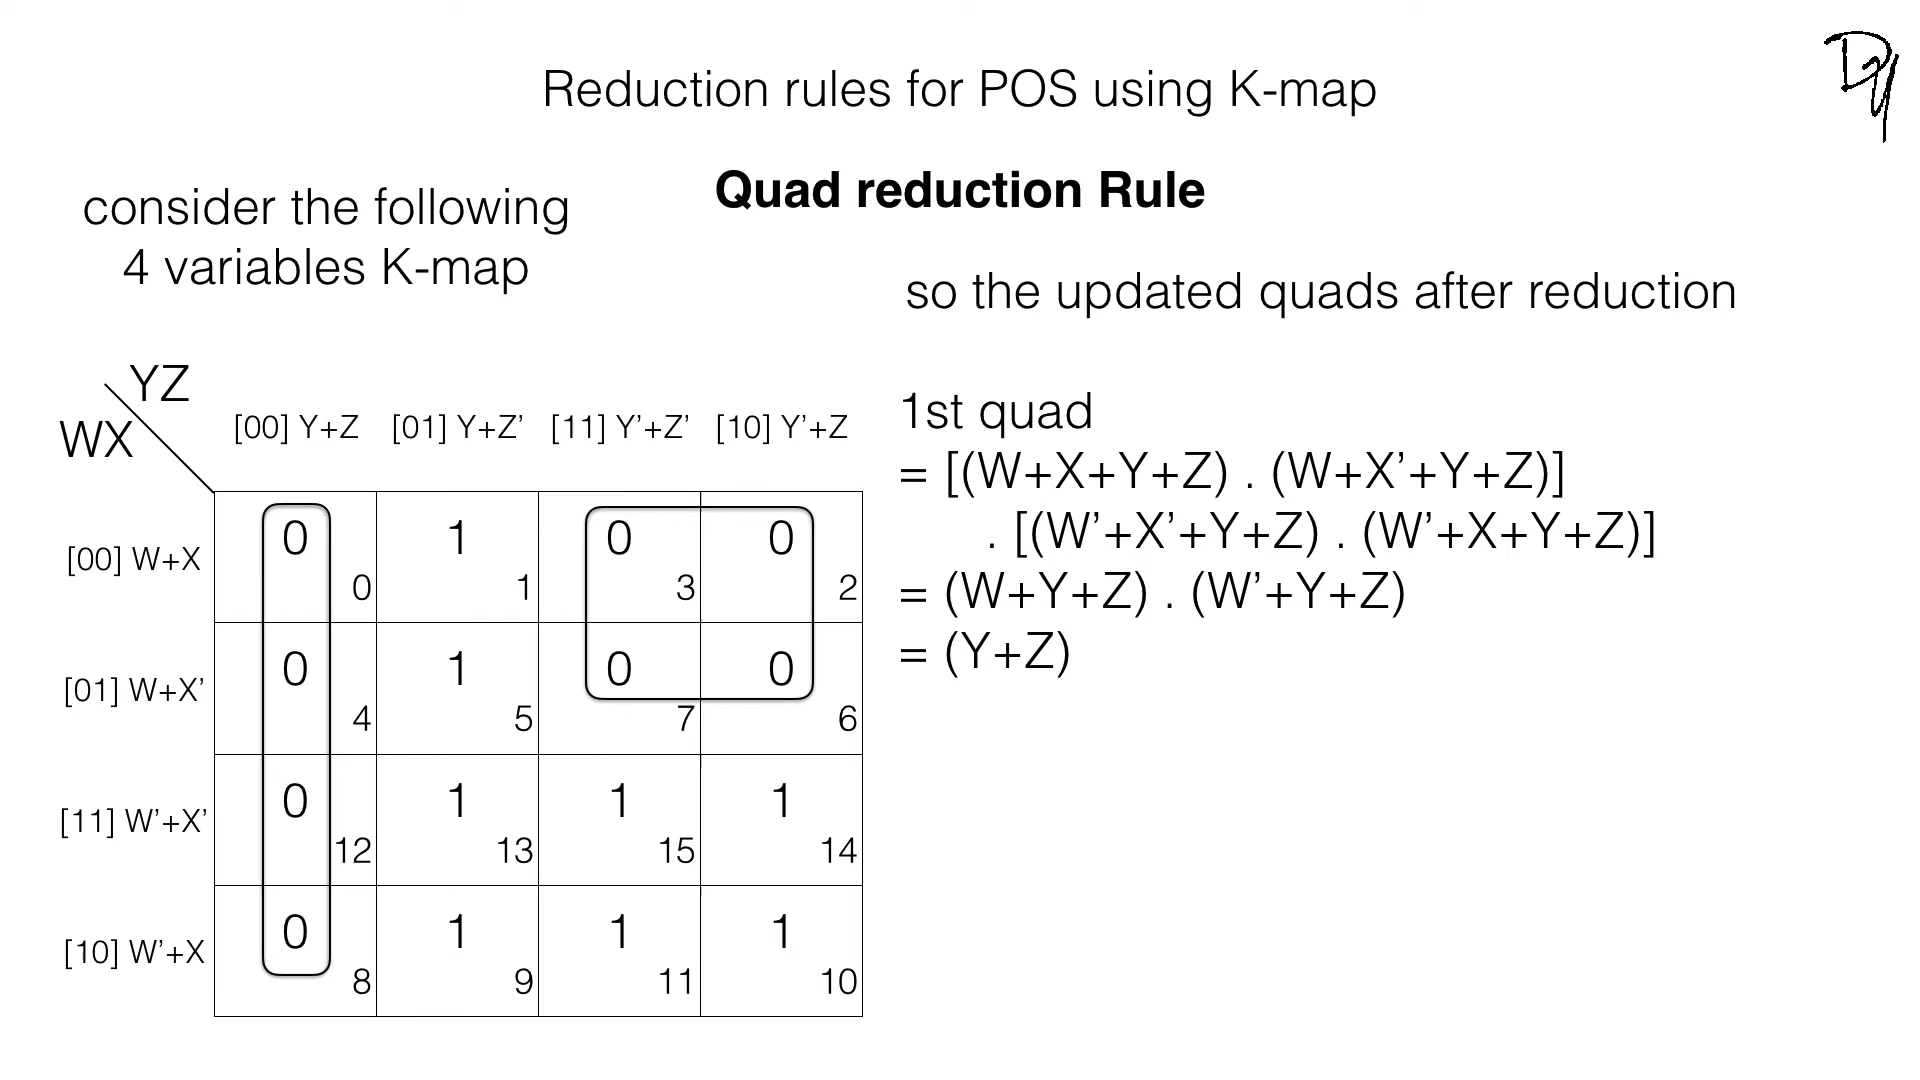 Reduction rules for POS using K-map
Quad reduction Rule
consider the following
4 variables K-map
so the updated quads after reduction
YZ
WX
[00] Y+Z [01] Y+Z’ [11] Y’+Z’ [10] Y’+Z
[00] W+X
0 1 0 0
0 1 3 2
[01] W+X’
0 1 0 0
4 5 7 6
[11] W’+X’
0 1 1 1
12 13 15 14
[10] W’+X
0 1 1 1
8 9 11 10
1st quad
= [(W+X+Y+Z) . (W+X’+Y+Z)]
. [(W’+X’+Y+Z) . (W’+X+Y+Z)]
= (W+Y+Z) . (W’+Y+Z)
= (Y+Z)